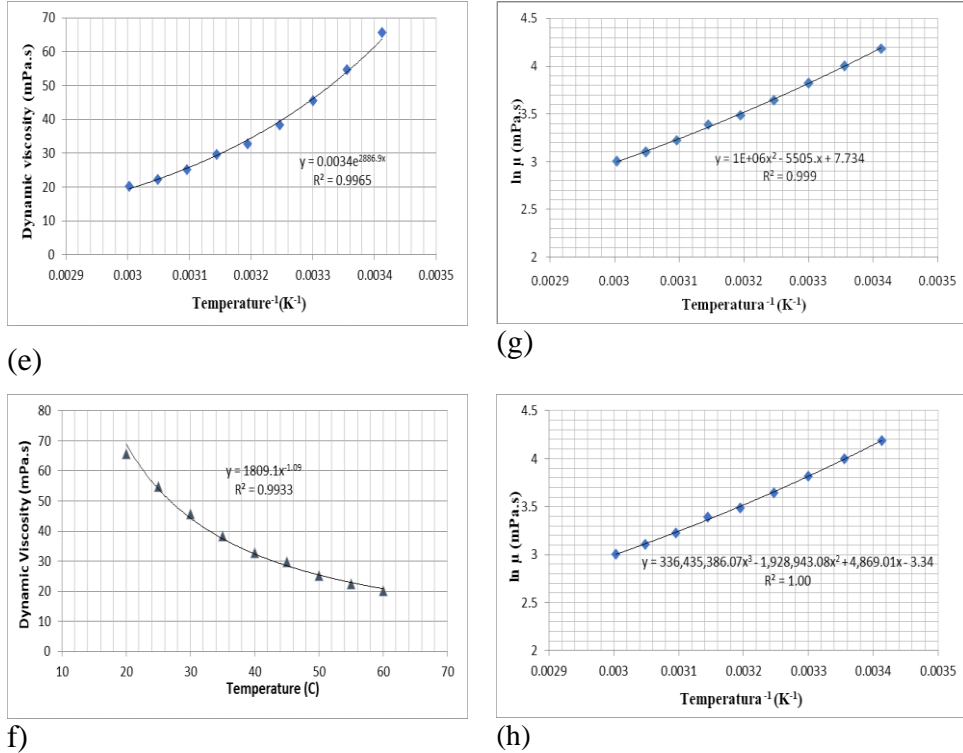 70
60
50
40
30
20
10
0
Dynamic viscosity (mPa.s)
y = 0.0034e^2886.9x
R² = 0.9965
0.0029 0.003 0.0031 0.0032 0.0033 0.0034 0.0035
Temperature⁻¹(K⁻¹)
(e)
4.5
4
3.5
3
2.5
2
ln μ (mPa.s)
y = 1E+06x² - 5505.x + 7.734
R² = 0.999
0.0029 0.003 0.0031 0.0032 0.0033 0.0034 0.0035
Temperatura⁻¹ (K⁻¹)
(g)
80
70
60
50
40
30
20
10
0
Dynamic Viscosity (mPa.s)
y = 1809.1x^-1.09
R² = 0.9933
10 20 30 40 50 60 70
Temperature (C)
f)
4.5
4
3.5
3
2.5
2
ln μ (mPa.s)
y = 336,435,386.07x³ - 1,928,943.08x² + 4,869.01x - 3.34
R² = 1.00
0.0029 0.003 0.0031 0.0032 0.0033 0.0034 0.0035
Temperatura⁻¹ (K⁻¹)
(h)